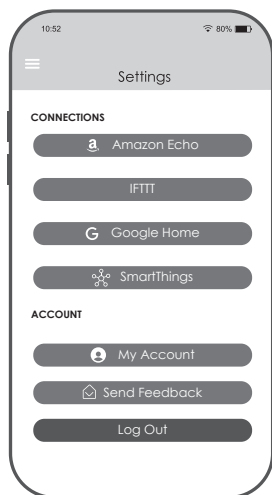 10:52 80%
Settings
CONNECTIONS
a Amazon Echo
IFTTT
G Google Home
SmartThings
ACCOUNT
My Account
Send Feedback
Log Out